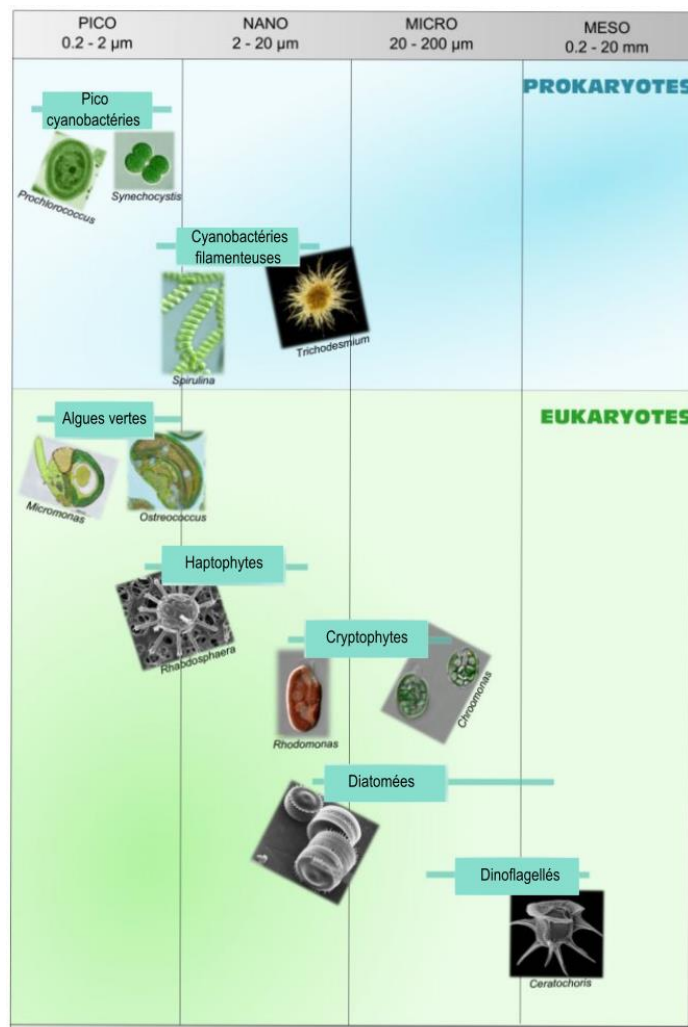 PICO
0.2 - 2 µm
NANO
2 - 20 µm
MICRO
20 - 200 µm
MESO
0.2 - 20 mm
PROKARYOTES
Pico
cyanobactéries
Prochlorococcus
Synechocystis
Cyanobactéries
filamenteuses
Spirulina
Trichodesmium
EUKARYOTES
Algues vertes
Micromonas
Ostreococcus
Haptophytes
Rhabdosphaera
Cryptophytes
Rhodomonas
Chroomonas
Diatomées
Dinoflagellés
Ceratochoris